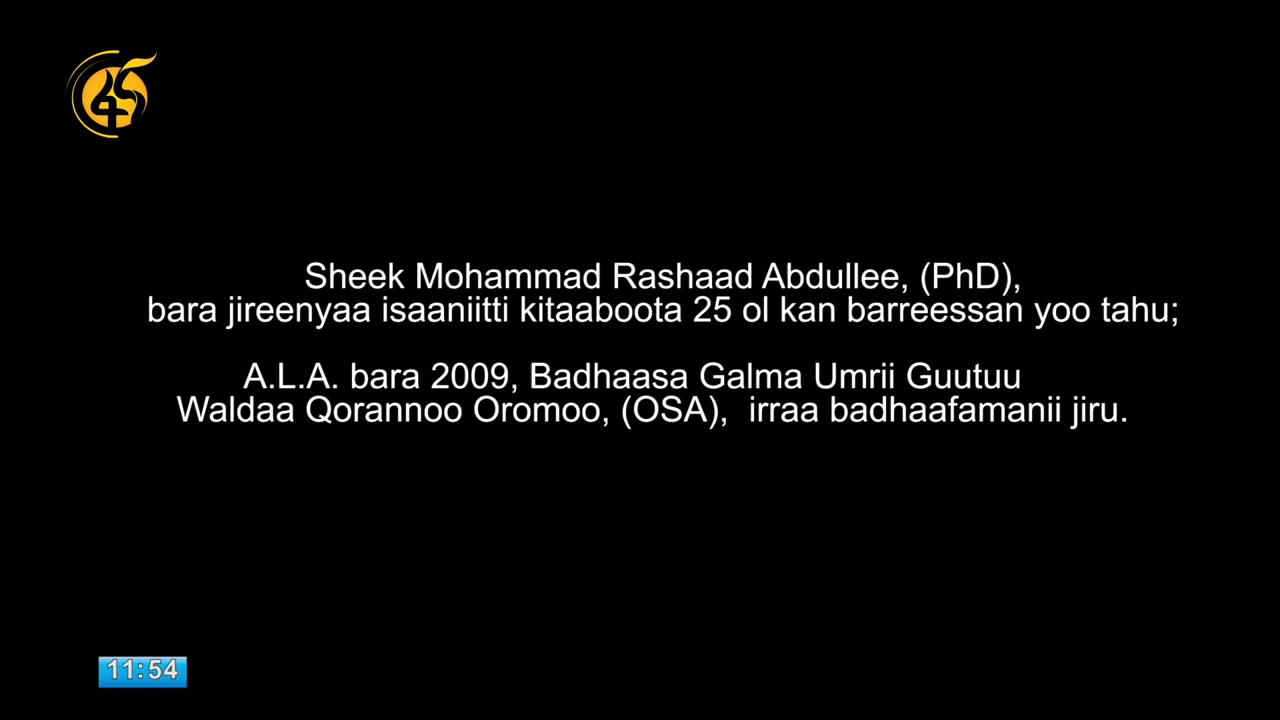 Sheek Mohammad Rashaad Abdullee, (PhD),
bara jireenyaa isaaniitti kitaaboota 25 ol kan barreessan yoo tahu;
A.L.A. bara 2009, Badhaasa Galma Umrii Guutuu
Waldaa Qorannoo Oromoo, (OSA), irraa badhaafamanii jiru.
11:54